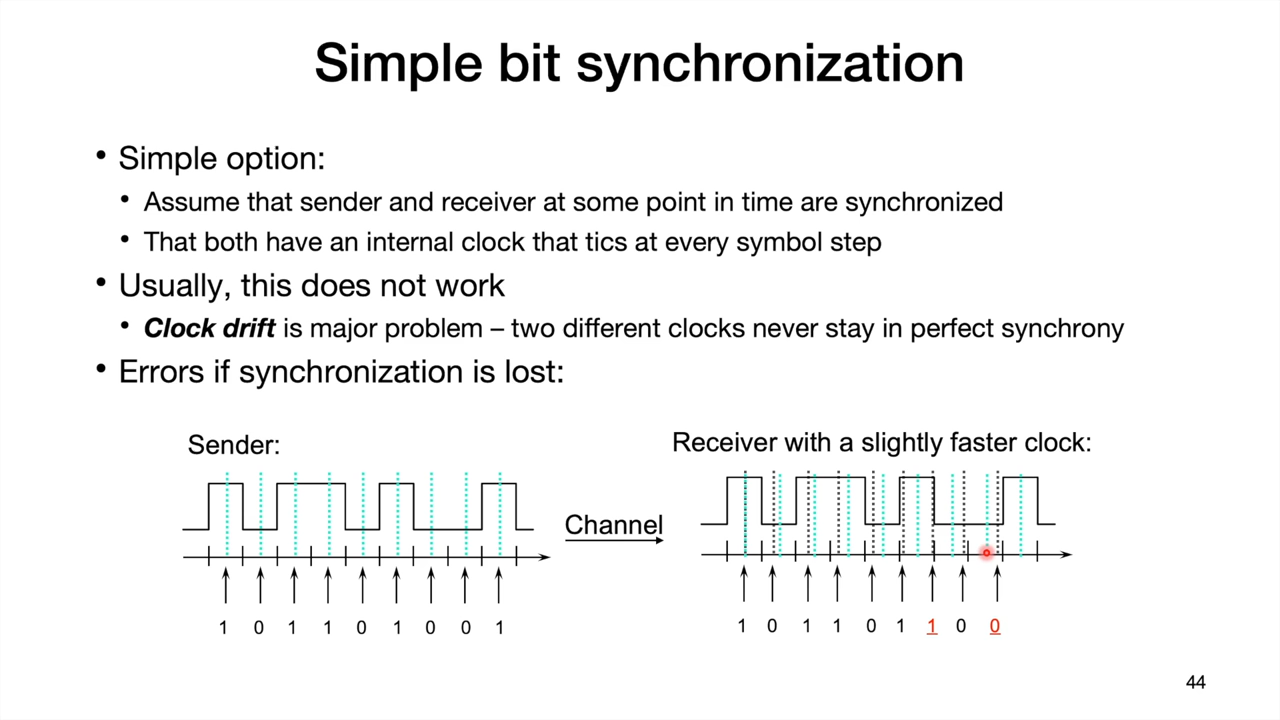 Simple bit synchronization
• Simple option:
• Assume that sender and receiver at some point in time are synchronized
• That both have an internal clock that tics at every symbol step
• Usually, this does not work
• Clock drift is major problem – two different clocks never stay in perfect synchrony
• Errors if synchronization is lost:
Sender:
1 0 1 1 0 1 0 0 1
Channel
Receiver with a slightly faster clock:
1 0 1 1 0 1 1 0 0
44